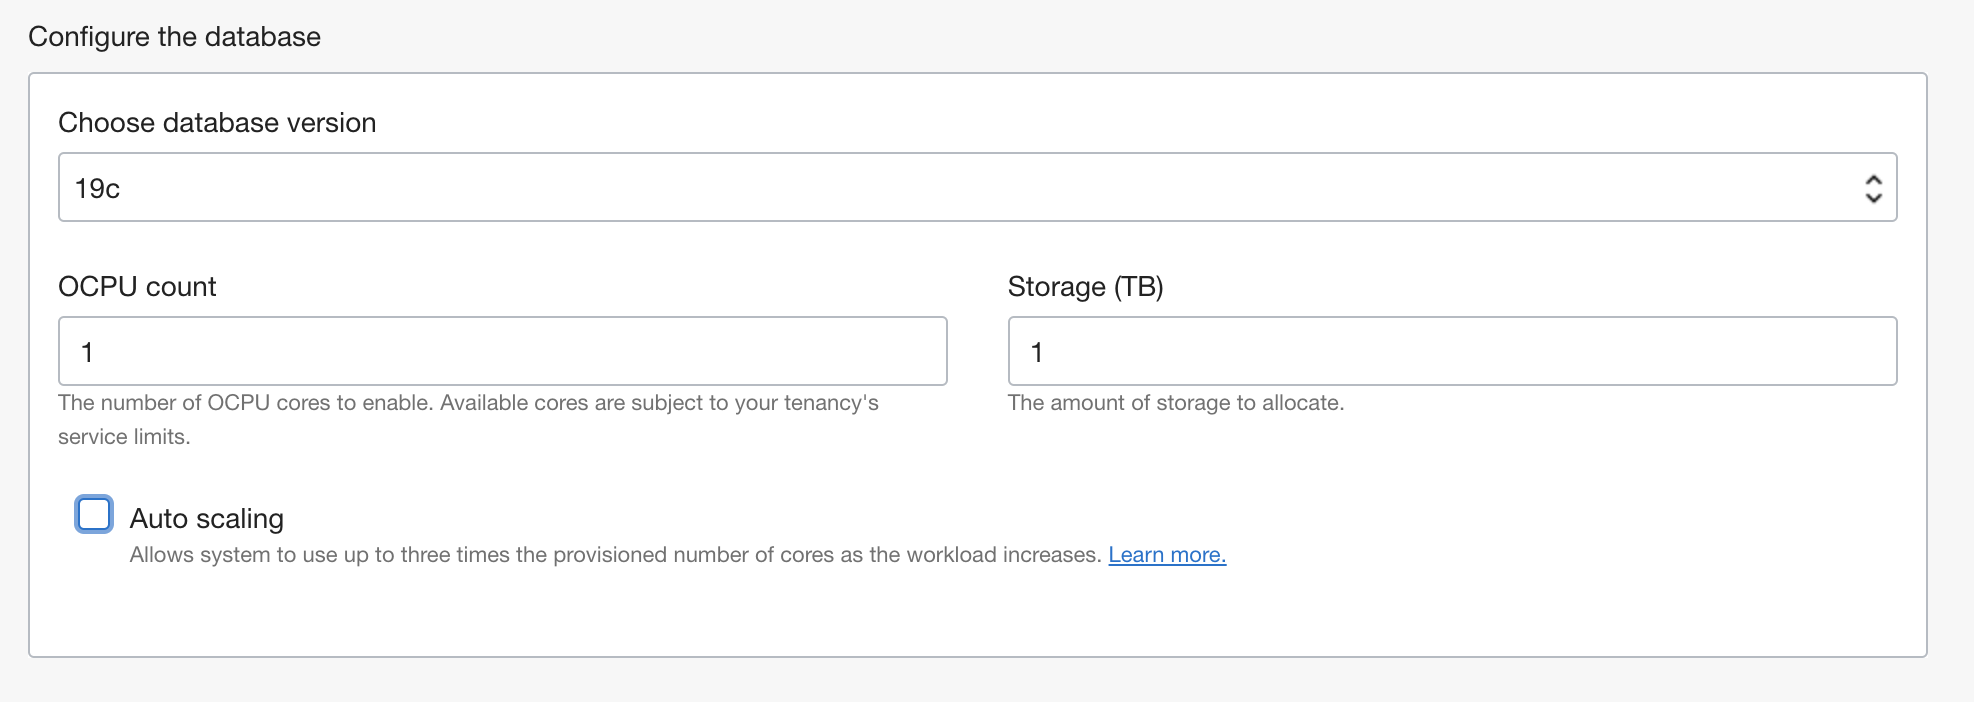 Configure the database
Choose database version
19c
OCPU count
1
The number of OCPU cores to enable. Available cores are subject to your tenancy's
service limits.
Storage (TB)
1
The amount of storage to allocate.
Auto scaling
Allows system to use up to three times the provisioned number of cores as the workload increases. Learn more.